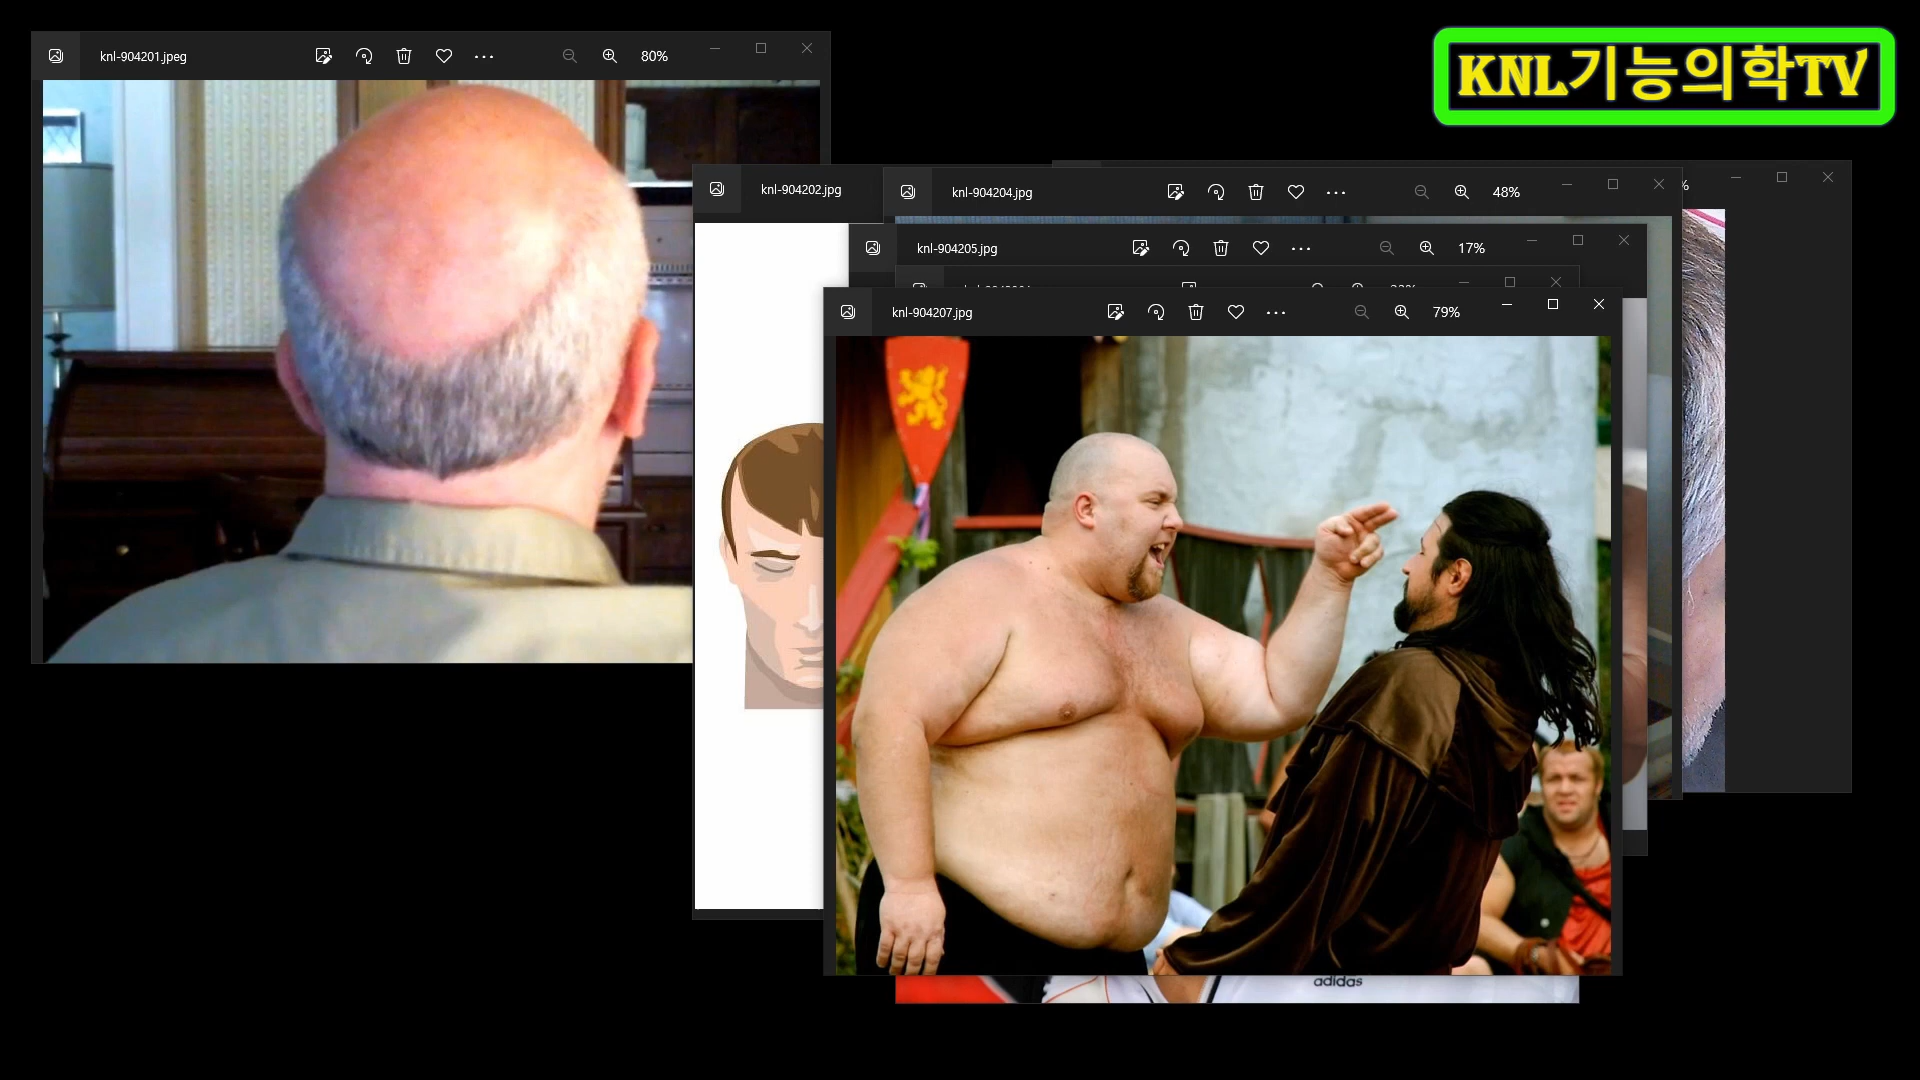 knl-904201.jpeg
80%
KNL기능의학TV
knl-904202.jpg
knl-904204.jpg
48%
%
knl-904205.jpg
17%
knl-904207.jpg
79%
adidas